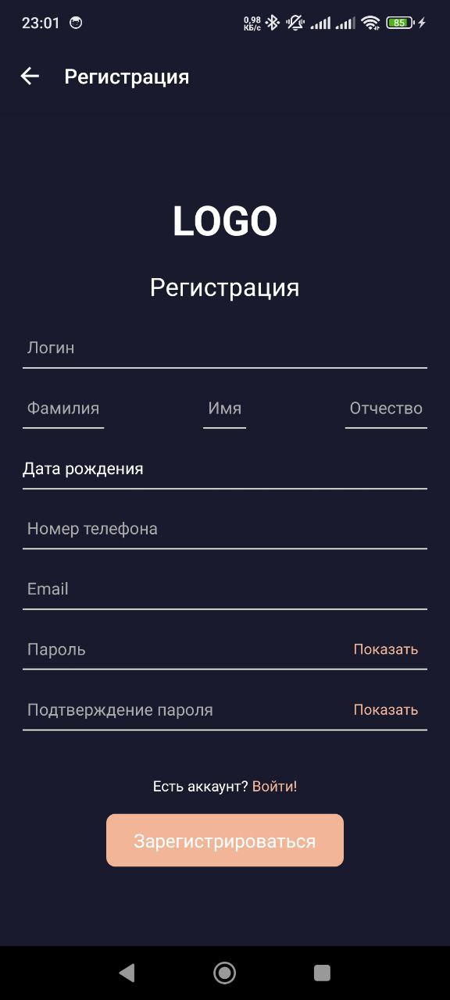 23:01 0,98 КБ/с 85
Регистрация
LOGO
Регистрация
Логин
Фамилия Имя Отчество
Дата рождения
Номер телефона
Email
Пароль Показать
Подтверждение пароля Показать
Есть аккаунт? Войти!
Зарегистрироваться